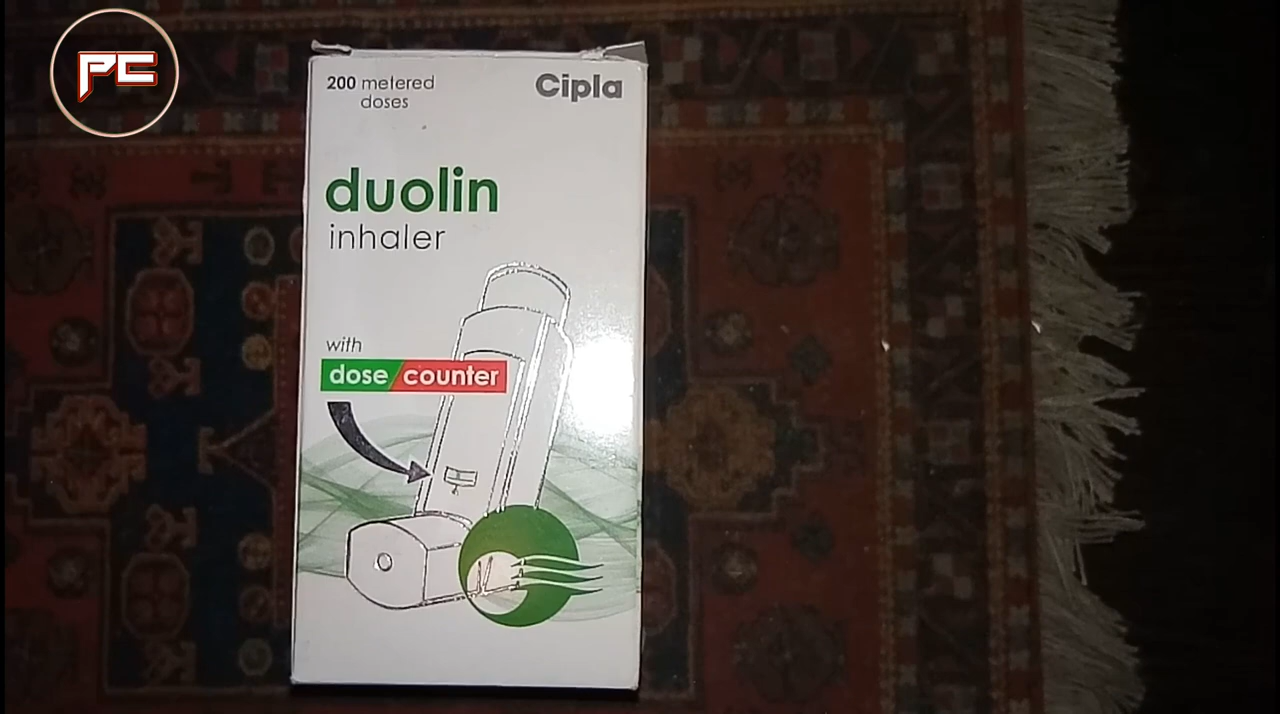 PC
200 metered
doses
Cipla
duolin
inhaler
with
dose/counter